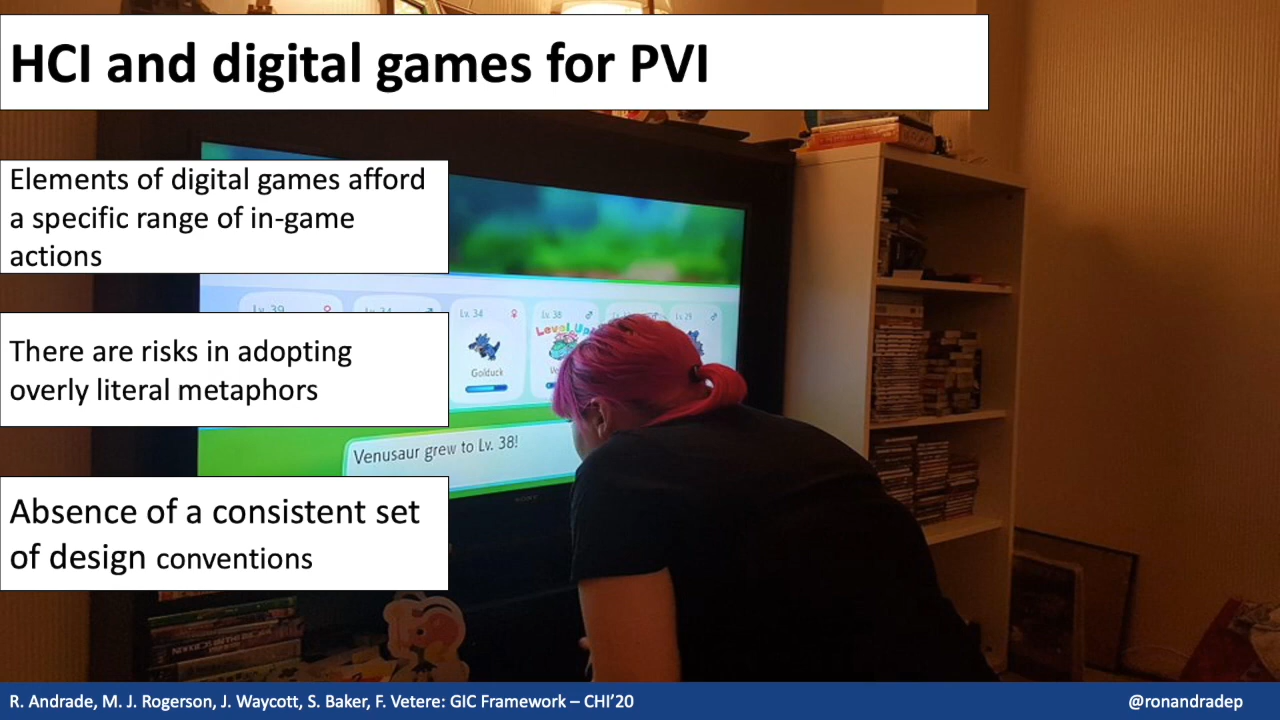 HCI and digital games for PVI
Elements of digital games afford
a specific range of in-game
actions
There are risks in adopting
overly literal metaphors
Absence of a consistent set
of design conventions
Lv. 39 ♀
Lv. 34 ♀
Lv. 38 ♂
Lv. 29 ♂
Level Up!
Golduck
Venusaur grew to Lv. 38!
SONY
R. Andrade, M. J. Rogerson, J. Waycott, S. Baker, F. Vetere: GIC Framework – CHI’20
@ronandradep